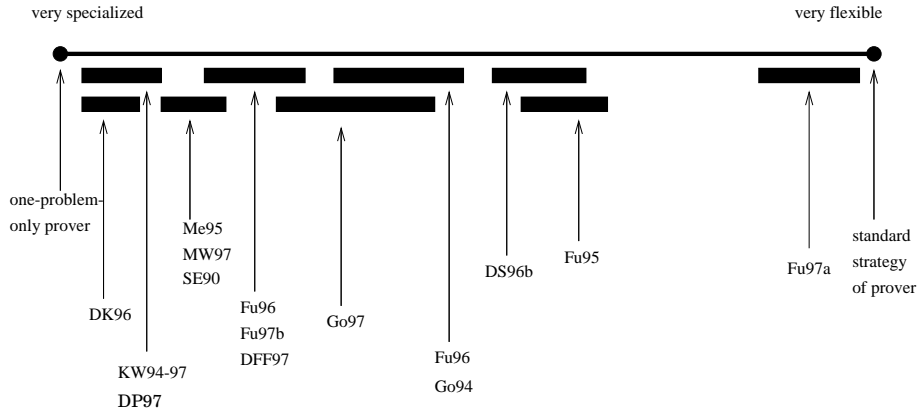 very specialized
very flexible
one-problem-
only prover
Me95
MW97
SE90
DK96
KW94-97
DP97
Fu96
Fu97b
DFF97
Go97
Fu96
Go94
DS96b
Fu95
Fu97a
standard
strategy
of prover